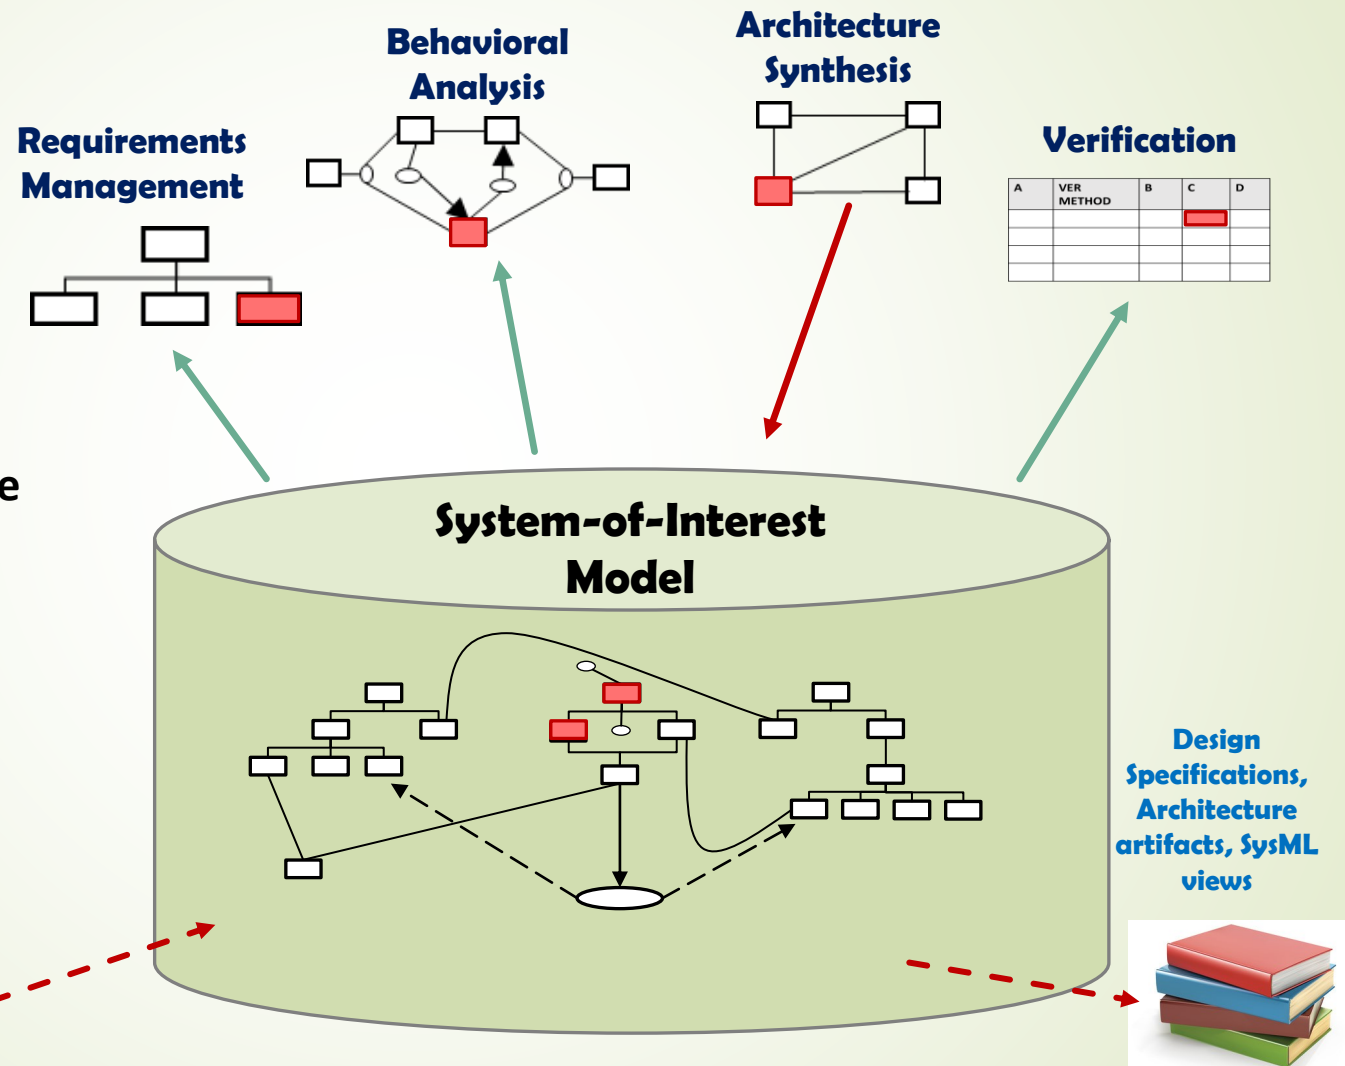 Behavioral
Analysis
Architecture
Synthesis
Requirements
Management
Verification
A VER METHOD B C D
e
System-of-Interest
Model
Design
Specifications,
Architecture
artifacts, SysML
views